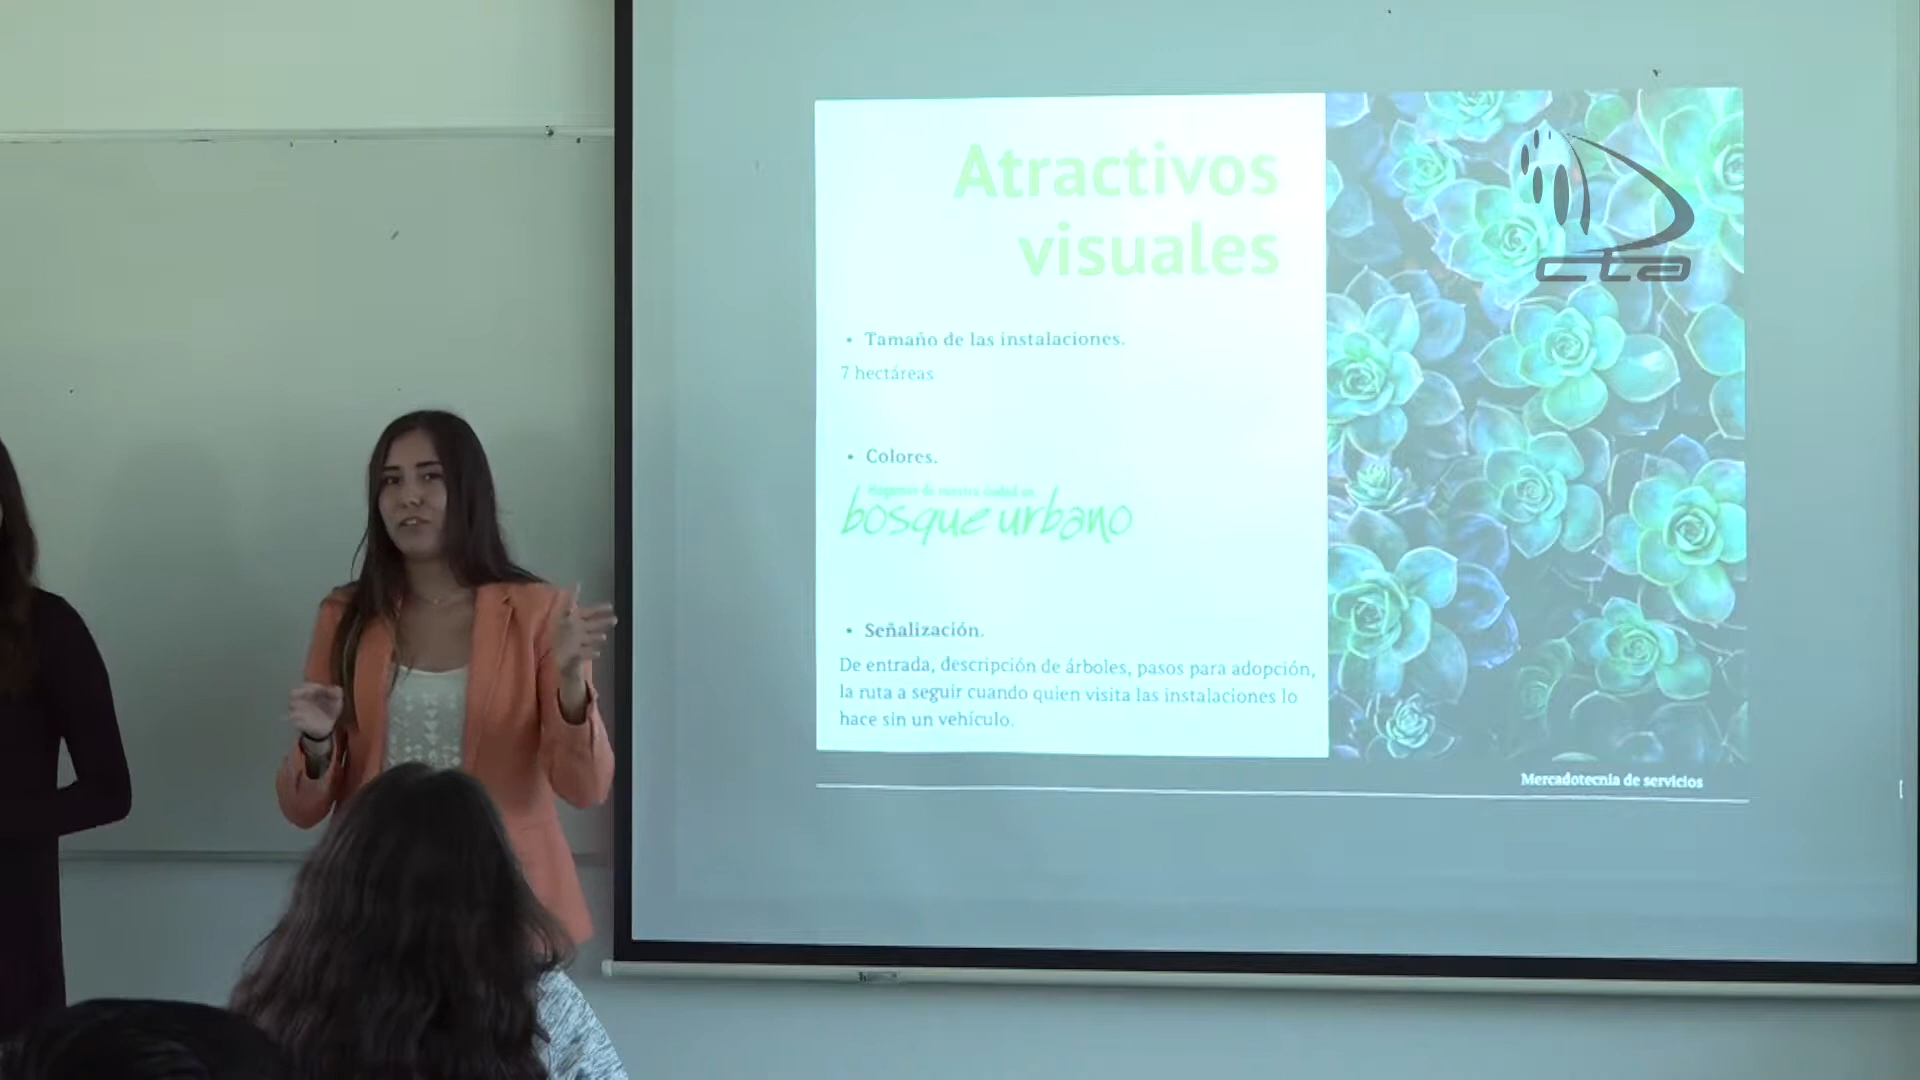 Atractivos
visuales
• Tamaño de las instalaciones.
7 hectáreas
• Colores.
bosque urbano
• Señalización.
De entrada, descripción de árboles, pasos para adopción,
la ruta a seguir cuando quien visita las instalaciones lo
hace sin un vehículo.
Mercadotecnia de servicios
cta